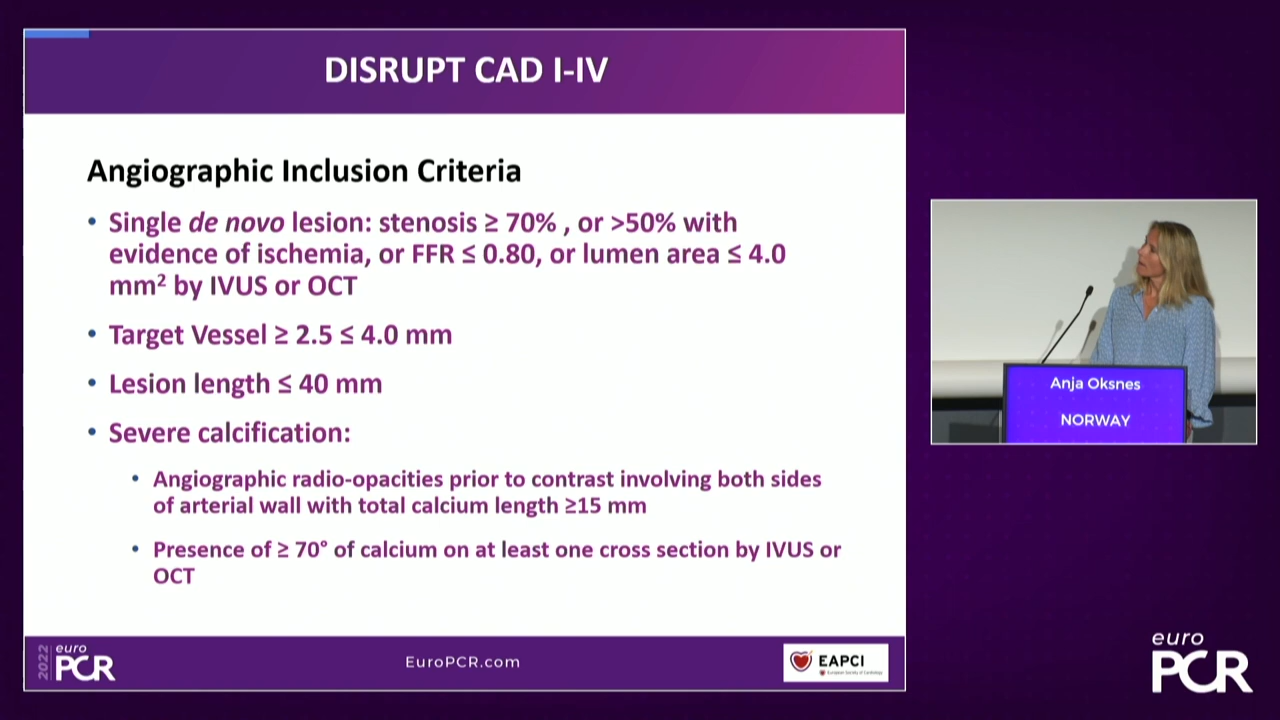 DISRUPT CAD I-IV
Angiographic Inclusion Criteria
• Single de novo lesion: stenosis ≥ 70% , or >50% with
evidence of ischemia, or FFR ≤ 0.80, or lumen area ≤ 4.0
mm² by IVUS or OCT
• Target Vessel ≥ 2.5 ≤ 4.0 mm
• Lesion length ≤ 40 mm
• Severe calcification:
• Angiographic radio-opacities prior to contrast involving both sides
of arterial wall with total calcium length ≥15 mm
• Presence of ≥ 70° of calcium on at least one cross section by IVUS or
OCT
2022
euro
PCR
EuroPCR.com
EAPCI
European Society of Cardiology
Anja Oksnes
NORWAY
euro
PCR